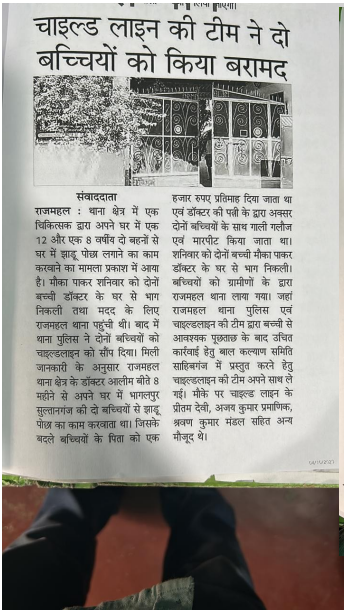 चाइल्ड लाइन की टीम ने दो
बच्चियों को किया बरामद
संवाददाता
राजमहल : थाना क्षेत्र में एक
चिकित्सक द्वारा अपने घर में एक
12 और एक 8 वर्षीय दो बहनों से
घर में झाडू पोछा लगाने का काम
करवाने का मामला प्रकाश में आया
है। मौका पाकर शनिवार को दोनों
बच्ची डॉक्टर के घर से भाग
निकली तथा मदद के लिए
राजमहल थाना पहुंची थी। बाद में
थाना पुलिस ने दोनों बच्चियों को
चाइल्डलाइन को सौंप दिया। मिली
जानकारी के अनुसार राजमहल
थाना क्षेत्र के डॉक्टर आलीम बीते 8
महीने से अपने घर में भागलपुर
सुल्तानगंज की दो बच्चियों से झाडू
पोछा का काम करवाता था। जिसके
बदले बच्चियों के पिता को एक
हजार रुपए प्रतिमाह दिया जाता था
एवं डॉक्टर की पत्नी के द्वारा अक्सर
दोनों बच्चियों के साथ गाली गलौज
एवं मारपीट किया जाता था।
शनिवार को दोनों बच्ची मौका पाकर
डॉक्टर के घर से भाग निकली।
बच्चियों को ग्रामीणों के द्वारा
राजमहल थाना लाया गया। जहां
राजमहल थाना पुलिस एवं
चाइल्डलाइन की टीम द्वारा बच्ची से
आवश्यक पूछताछ के बाद उचित
कार्रवाई हेतु बाल कल्याण समिति
साहिबगंज में प्रस्तुत करने हेतु
चाइल्डलाइन की टीम अपने साथ ले
गई। मौके पर चाइल्ड लाइन के
प्रीतम देवी, अजय कुमार प्रमाणिक,
श्रवण कुमार मंडल सहित अन्य
मौजूद थे।